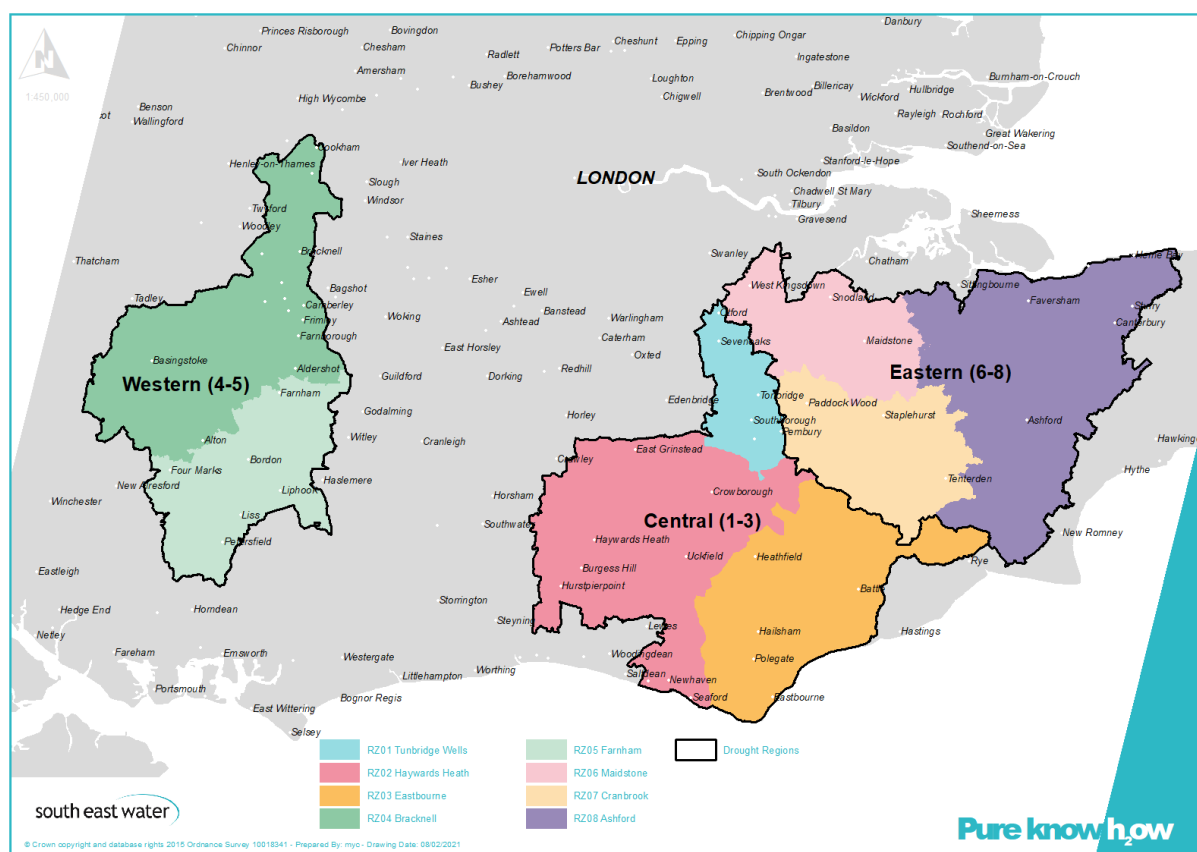 Danbury
Princes Risborough
Bovingdon
Chinnor
Chesham
Radlett
Potters Bar
Cheshunt
Epping
Chipping Ongar
Ingatestone
N
Amersham
Bushey
Borehamwood
Loughton
Chigwell
Brentwood
Billericay
Wickford
Hullbridge
Burnham-on-Crouch
1:450,000
High Wycombe
Benson
Wallingford
Rayleigh
Rochford
Basildon
Great Wakering
Southend-on-Sea
Cookham
Henley-on-Thames
Iver Heath
Stanford-le-Hope
South Ockendon
LONDON
Slough
Windsor
Chadwell St Mary
Tilbury
Gravesend
Twyford
Woodley
Sheerness
Staines
Bracknell
Thatcham
Swanley
Chatham
Herne Bay
Esher
Bagshot
Tadley
Camberley
Frimley
Farnborough
Ewell
Banstead
Ashtead
Woking
Warlingham
Caterham
Oxted
West Kingsdown
Snodland
Sittingbourne
Faversham
Sturry
Canterbury
Otford
Sevenoaks
Maidstone
East Horsley
Basingstoke
Western (4-5)
Aldershot
Guildford
Dorking
Redhill
Eastern (6-8)
Farnham
Edenbridge
Tonbridge
Paddock Wood
Staplehurst
Godalming
Horley
Southborough
Pembury
Ashford
Alton
Witley
Cranleigh
Crawley
East Grinstead
Hawkinge
Bordon
Four Marks
Hythe
New Alresford
Liphook
Haslemere
Crowborough
Tenterden
Winchester
Horsham
Liss
Southwater
Central (1-3)
New Romney
Petersfield
Haywards Heath
Uckfield
Heathfield
Rye
Eastleigh
Burgess Hill
Hurstpierpoint
Battle
Storrington
Hedge End
Horndean
Steyning
Lewes
Hailsham
Hastings
Netley
Fareham
Emsworth
Westergate
Worthing
Woodingdean
Polegate
Littlehampton
Saltdean
Newhaven
Portsmouth
Bognor Regis
Seaford
Eastbourne
East Wittering
Selsey
RZ01 Tunbridge Wells
RZ02 Haywards Heath
RZ03 Eastbourne
RZ04 Bracknell
RZ05 Farnham
RZ06 Maidstone
RZ07 Cranbrook
RZ08 Ashford
Drought Regions
south east water
Pure knowh2ow
© Crown copyright and database rights 2015 Ordnance Survey 10018341 - Prepared By: myo - Drawing Date: 08/02/2021